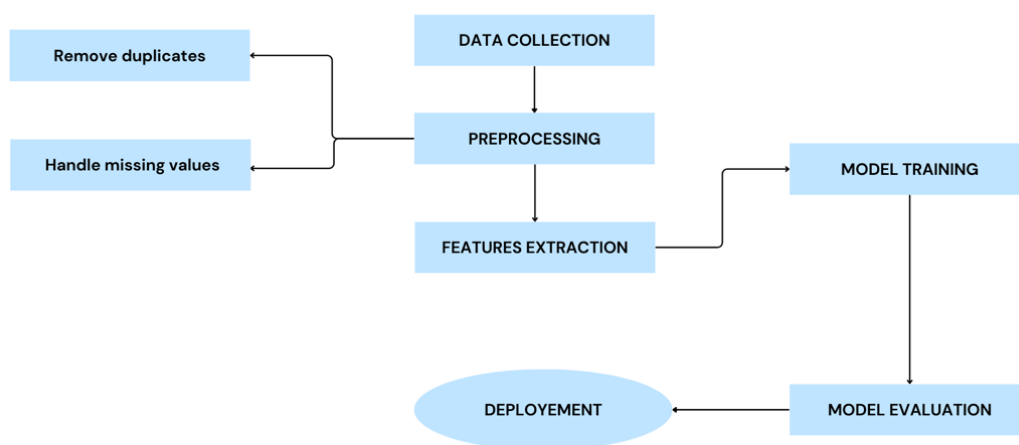 DATA COLLECTION
Remove duplicates
PREPROCESSING
Handle missing values
MODEL TRAINING
FEATURES EXTRACTION
DEPLOYEMENT
MODEL EVALUATION